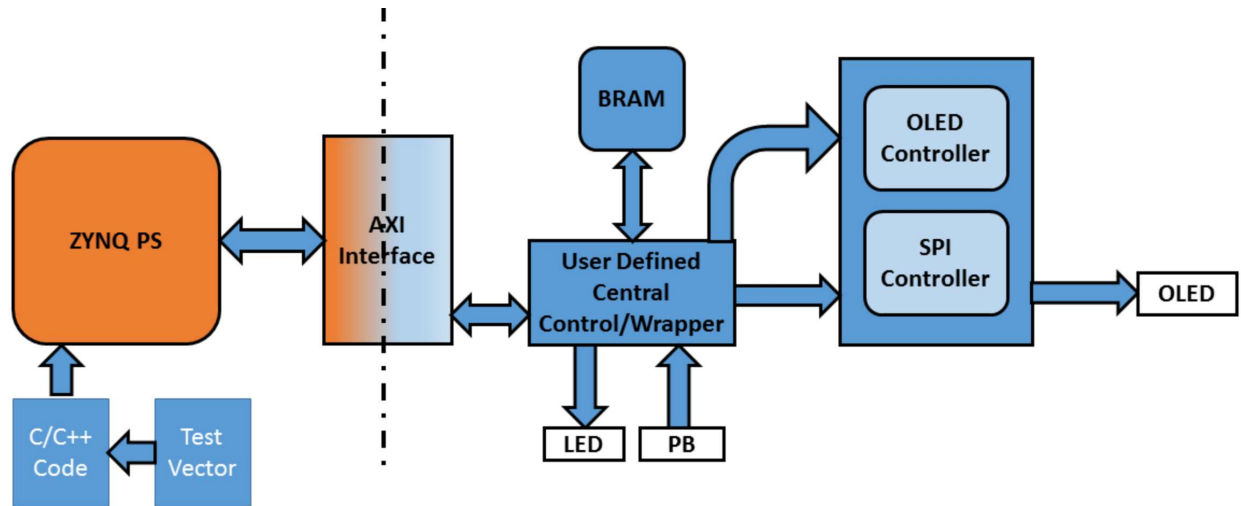 ZYNQ PS
AXI
Interface
BRAM
User Defined
Central
Control/Wrapper
OLED
Controller
SPI
Controller
OLED
LED
PB
C/C++
Code
Test
Vector